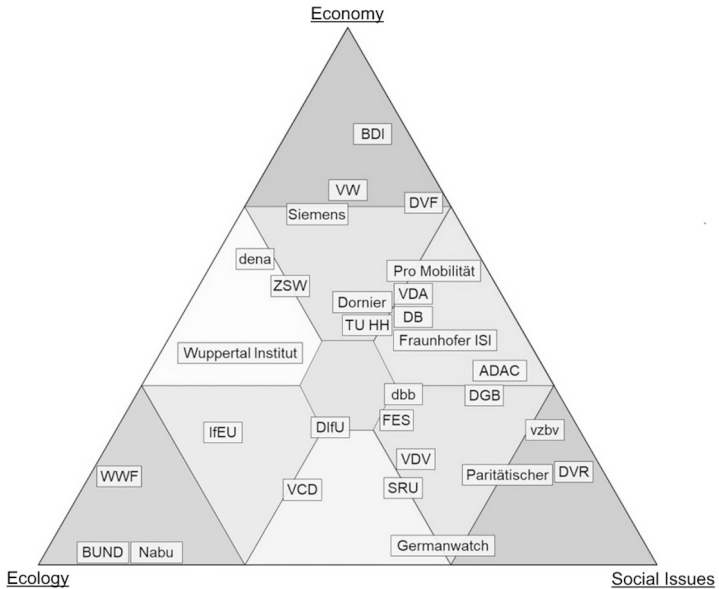 Economy
BDI
VW
DVF
Siemens
dena
Pro Mobilität
ZSW
VDA
Dornier
DB
TU HH
Fraunhofer ISI
Wuppertal Institut
ADAC
dbb
DGB
FES
DIfU
vzbv
IfEU
VDV
WWF
Paritätischer
DVR
VCD
SRU
Germanwatch
BUND
Nabu
Ecology
Social Issues